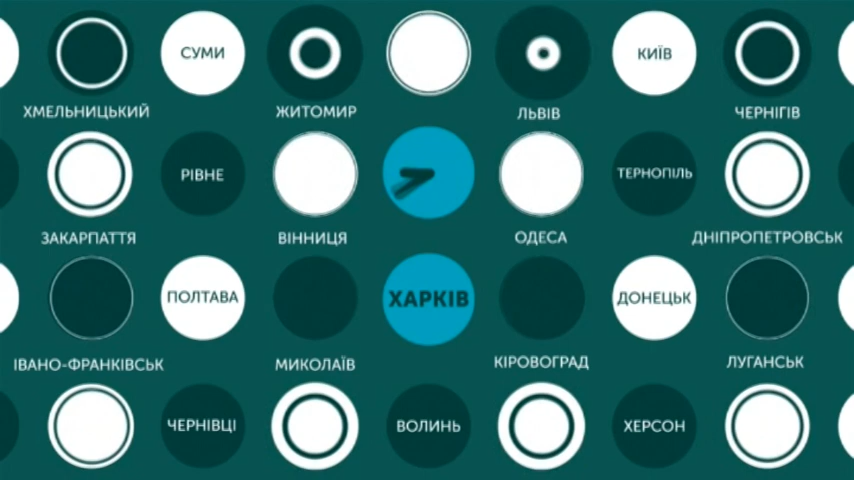 СУМИ
КИЇВ
ХМЕЛЬНИЦЬКИЙ
ЖИТОМИР
ЛЬВІВ
ЧЕРНІГІВ
РІВНЕ
ТЕРНОПІЛЬ
ЗАКАРПАТТЯ
ВІННИЦЯ
ОДЕСА
ДНІПРОПЕТРОВСЬК
ПОЛТАВА
ХАРКІВ
ДОНЕЦЬК
ІВАНО-ФРАНКІВСЬК
МИКОЛАЇВ
КІРОВОГРАД
ЛУГАНСЬК
ЧЕРНІВЦІ
ВОЛИНЬ
ХЕРСОН